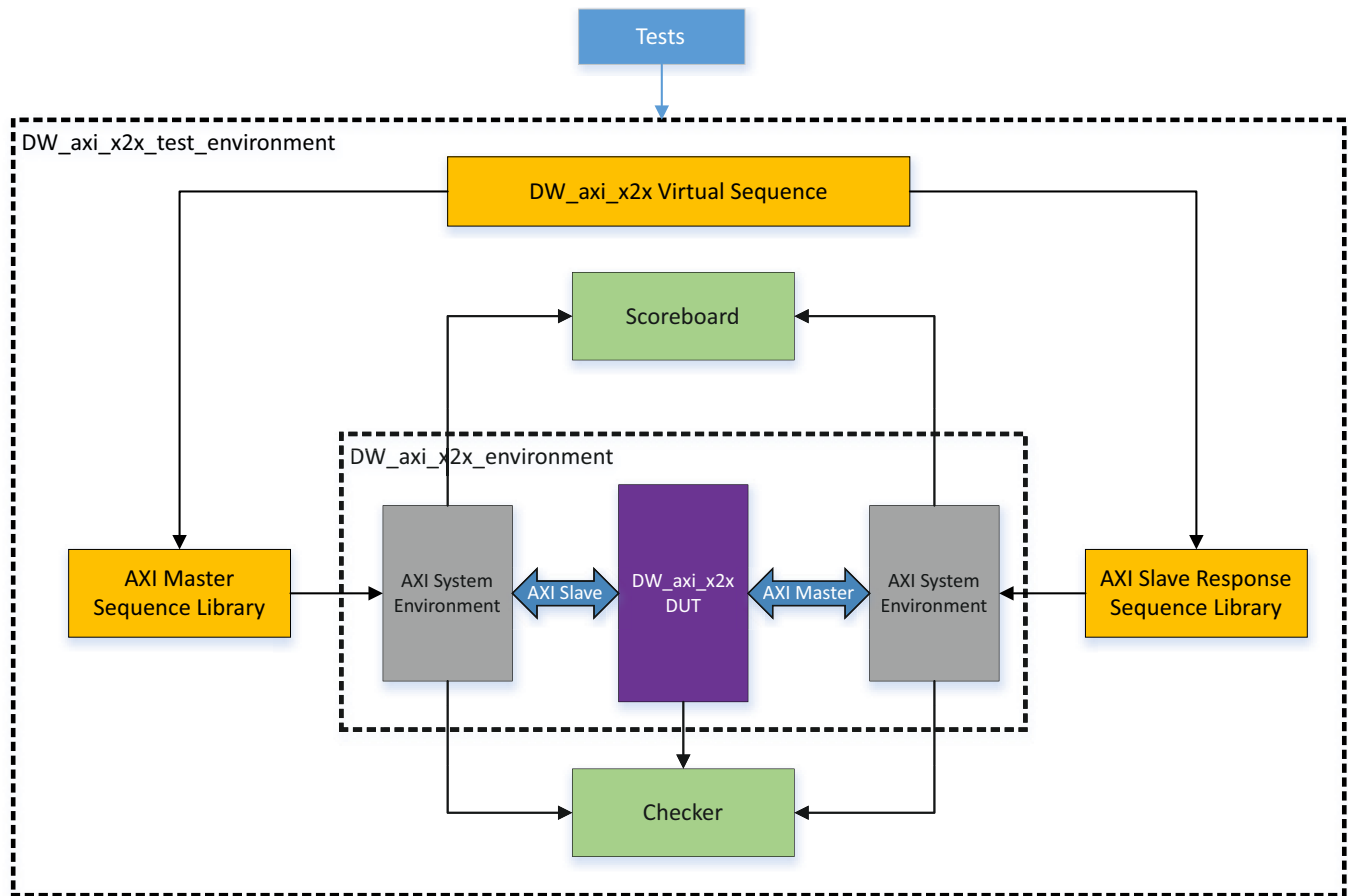 Tests
DW_axi_x2x_test_environment
DW_axi_x2x Virtual Sequence
Scoreboard
DW_axi_x2x_environment
AXI Master
Sequence Library
AXI System
Environment
AXI Slave
DW_axi_x2x
DUT
AXI Master
AXI System
Environment
AXI Slave Response
Sequence Library
Checker